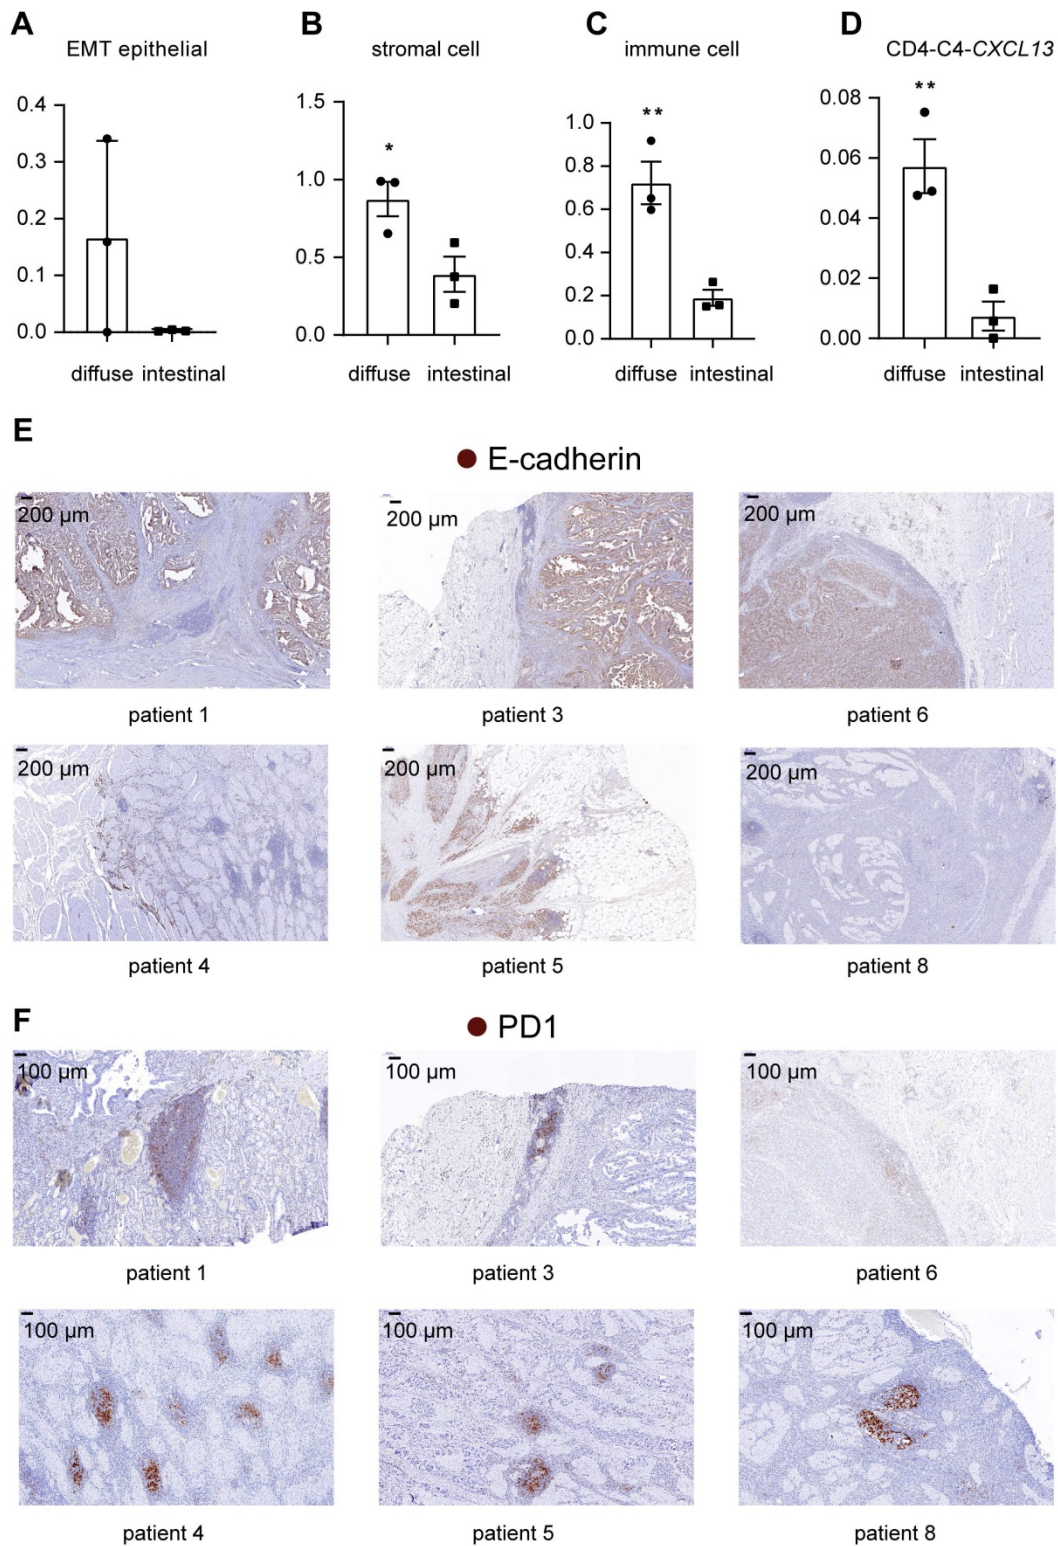 A
EMT epithelial
0.4
0.3
0.2
0.1
0.0
diffuse intestinal
B
stromal cell
1.5
1.0
0.5
0.0
*
diffuse intestinal
C
immune cell
1.0
0.8
0.6
0.4
0.2
0.0
**
diffuse intestinal
D
CD4-C4-CXCL13
0.08
0.06
0.04
0.02
0.00
**
diffuse intestinal
E
E-cadherin
200 µm
200 µm
200 µm
patient 1
patient 3
patient 6
200 µm
200 µm
200 µm
patient 4
patient 5
patient 8
F
PD1
100 µm
100 µm
100 µm
patient 1
patient 3
patient 6
100 µm
100 µm
100 µm
patient 4
patient 5
patient 8